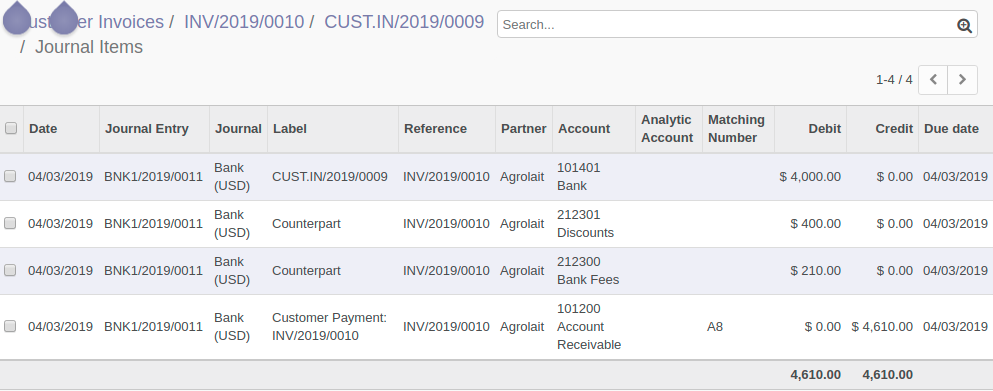 ust er Invoices / INV/2019/0010 / CUST.IN/2019/0009
/ Journal Items
Search...
1-4 / 4
Date Journal Entry Journal Label Reference Partner Account Analytic Account Matching Number Debit Credit Due date
04/03/2019 BNK1/2019/0011 Bank (USD) CUST.IN/2019/0009 INV/2019/0010 Agrolait 101401 Bank $ 4,000.00 $ 0.00 04/03/2019
04/03/2019 BNK1/2019/0011 Bank (USD) Counterpart INV/2019/0010 Agrolait 212301 Discounts $ 400.00 $ 0.00 04/03/2019
04/03/2019 BNK1/2019/0011 Bank (USD) Counterpart INV/2019/0010 Agrolait 212300 Bank Fees $ 210.00 $ 0.00 04/03/2019
04/03/2019 BNK1/2019/0011 Bank (USD) Customer Payment: INV/2019/0010 INV/2019/0010 Agrolait 101200 Account Receivable A8 $ 0.00 $ 4,610.00 04/03/2019
4,610.00 4,610.00